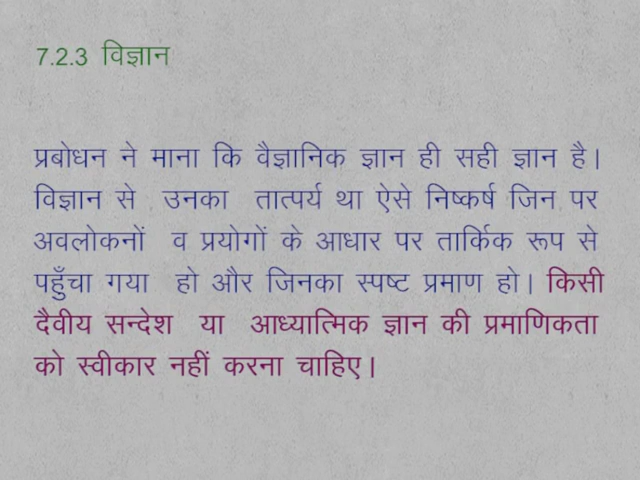 7.2.3 विज्ञान
प्रबोधन ने माना कि वैज्ञानिक ज्ञान ही सही ज्ञान है।
विज्ञान से उनका तात्पर्य था ऐसे निष्कर्ष जिन पर
अवलोकनों व प्रयोगों के आधार पर तार्किक रूप से
पहुँचा गया हो और जिनका स्पष्ट प्रमाण हो। किसी
दैवीय सन्देश या आध्यात्मिक ज्ञान की प्रमाणिकता
को स्वीकार नहीं करना चाहिए।